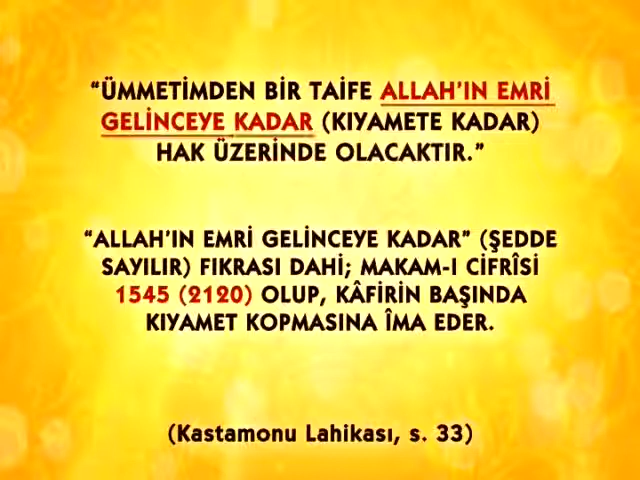 “ÜMMETİMDEN BİR TAİFE ALLAH’IN EMRİ
GELİNCEYE KADAR (KIYAMETE KADAR)
HAK ÜZERİNDE OLACAKTIR.”
“ALLAH’IN EMRİ GELİNCEYE KADAR” (ŞEDDE
SAYILIR) FIKRASI DAHİ; MAKAM-I CİFRÎSİ
1545 (2120) OLUP, KÂFİRİN BAŞINDA
KIYAMET KOPMASINA ÎMA EDER.
(Kastamonu Lahikası, s. 33)